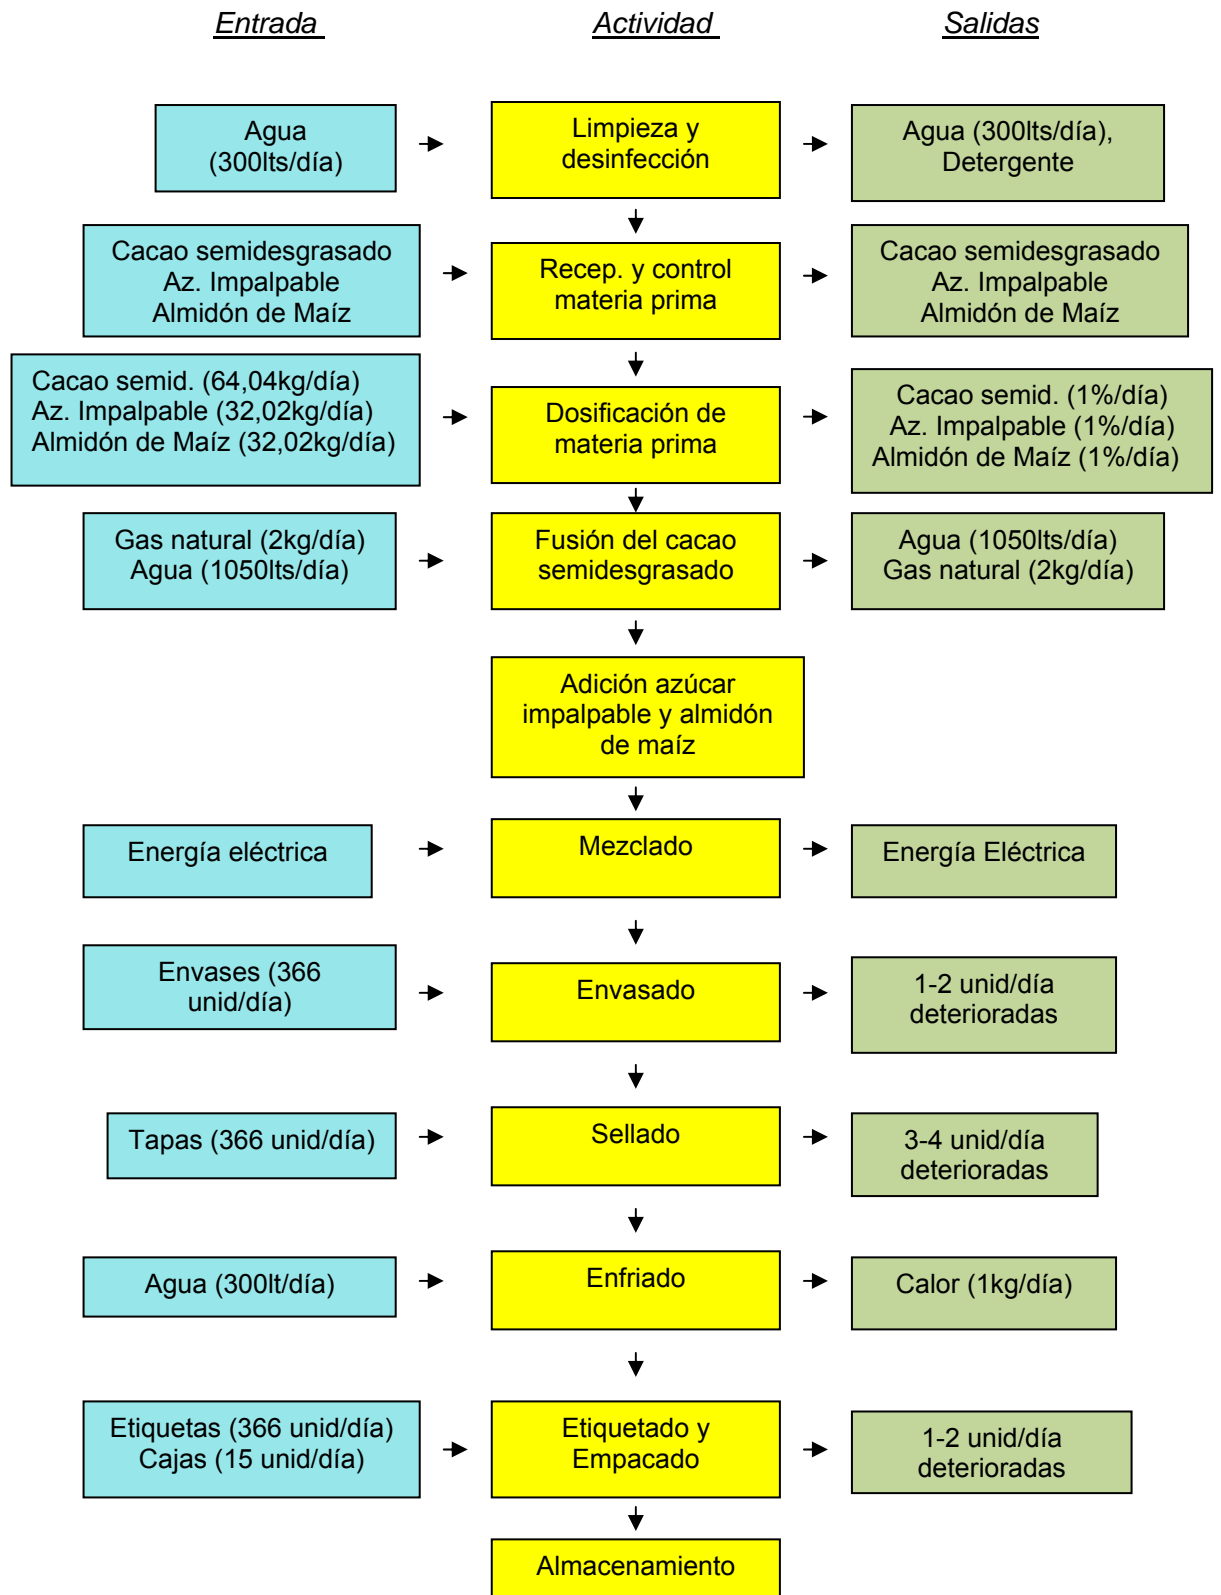 Entrada
Actividad
Salidas
Agua
(300lts/día)
Limpieza y
desinfección
Agua (300lts/día),
Detergente
Cacao semidesgrasado
Az. Impalpable
Almidón de Maíz
Recep. y control
materia prima
Cacao semidesgrasado
Az. Impalpable
Almidón de Maíz
Cacao semid. (64,04kg/día)
Az. Impalpable (32,02kg/día)
Almidón de Maíz (32,02kg/día)
Dosificación de
materia prima
Cacao semid. (1%/día)
Az. Impalpable (1%/día)
Almidón de Maíz (1%/día)
Gas natural (2kg/día)
Agua (1050lts/día)
Fusión del cacao
semidesgrasado
Agua (1050lts/día)
Gas natural (2kg/día)
Adición azúcar
impalpable y almidón
de maíz
Energía eléctrica
Mezclado
Energía Eléctrica
Envases (366
unid/día)
Envasado
1-2 unid/día
deterioradas
Tapas (366 unid/día)
Sellado
3-4 unid/día
deterioradas
Agua (300lt/día)
Enfriado
Calor (1kg/día)
Etiquetas (366 unid/día)
Cajas (15 unid/día)
Etiquetado y
Empacado
1-2 unid/día
deterioradas
Almacenamiento